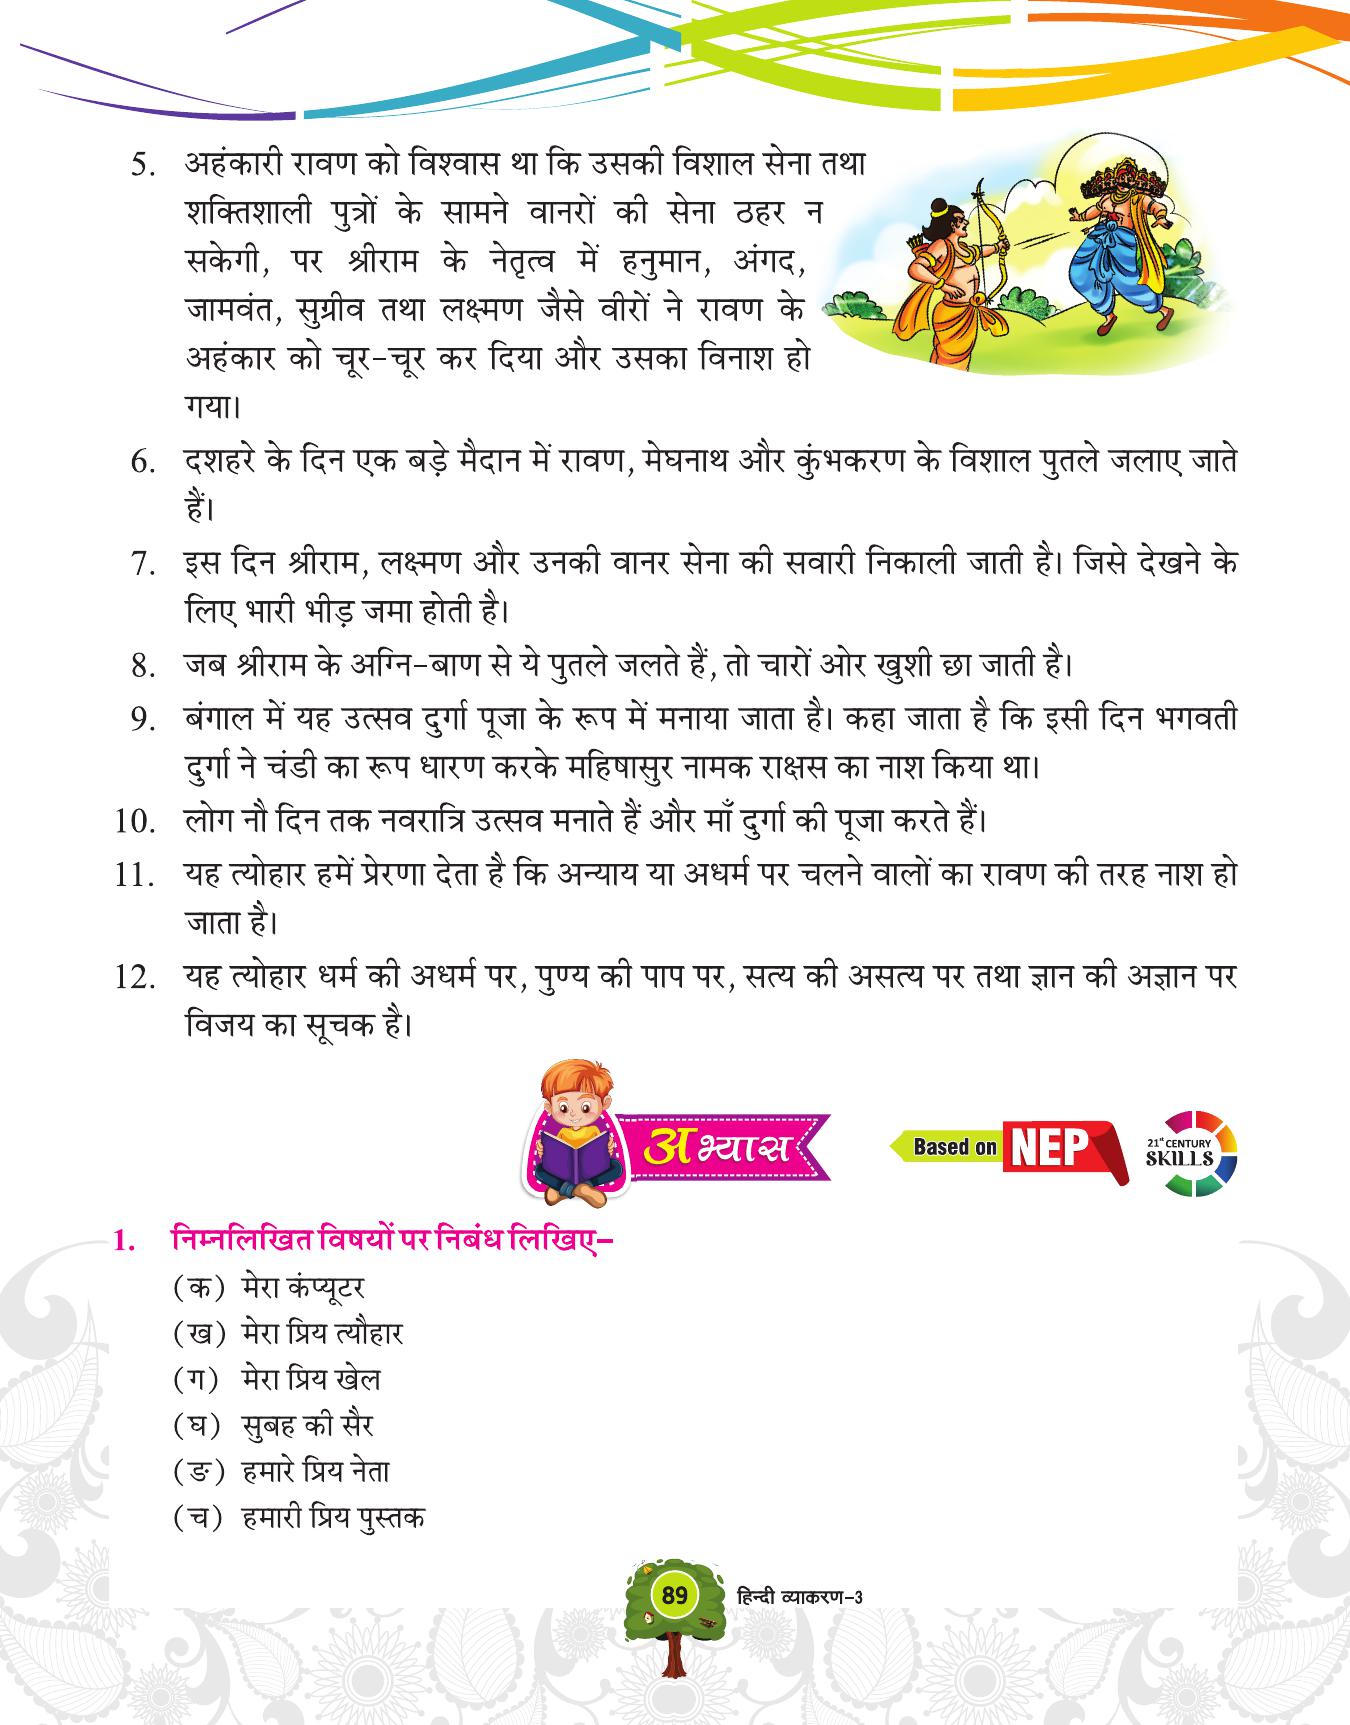 5. अहंकारी रावण को विश्वास था कि उसकी विशाल सेना तथा
शक्तिशाली पुत्रों के सामने वानरों की सेना ठहर न
सकेगी, पर श्रीराम के नेतृत्व में हनुमान, अंगद,
जामवंत, सुग्रीव तथा लक्ष्मण जैसे वीरों ने रावण के
अहंकार को चूर-चूर कर दिया और उसका विनाश हो
गया।
6. दशहरे के दिन एक बड़े मैदान में रावण, मेघनाथ और कुंभकरण के विशाल पुतले जलाए जाते
हैं।
7. इस दिन श्रीराम, लक्ष्मण और उनकी वानर सेना की सवारी निकाली जाती है। जिसे देखने के
लिए भारी भीड़ जमा होती है।
8. जब श्रीराम के अग्नि-बाण से ये पुतले जलते हैं, तो चारों ओर खुशी छा जाती है।
9. बंगाल में यह उत्सव दुर्गा पूजा के रूप में मनाया जाता है। कहा जाता है कि इसी दिन भगवती
दुर्गा ने चंडी का रूप धारण करके महिषासुर नामक राक्षस का नाश किया था।
10. लोग नौ दिन तक नवरात्रि उत्सव मनाते हैं और माँ दुर्गा की पूजा करते हैं।
11. यह त्योहार हमें प्रेरणा देता है कि अन्याय या अधर्म पर चलने वालों का रावण की तरह नाश हो
जाता है।
12. यह त्योहार धर्म की अधर्म पर, पुण्य की पाप पर, सत्य की असत्य पर तथा ज्ञान की अज्ञान पर
विजय का सूचक है।
अभ्यास
Based on NEP
21st CENTURY
SKILLS
1. निम्नलिखित विषयों पर निबंध लिखिए–
(क) मेरा कंप्यूटर
(ख) मेरा प्रिय त्यौहार
(ग) मेरा प्रिय खेल
(घ) सुबह की सैर
(ङ) हमारे प्रिय नेता
(च) हमारी प्रिय पुस्तक
89 हिन्दी व्याकरण-3